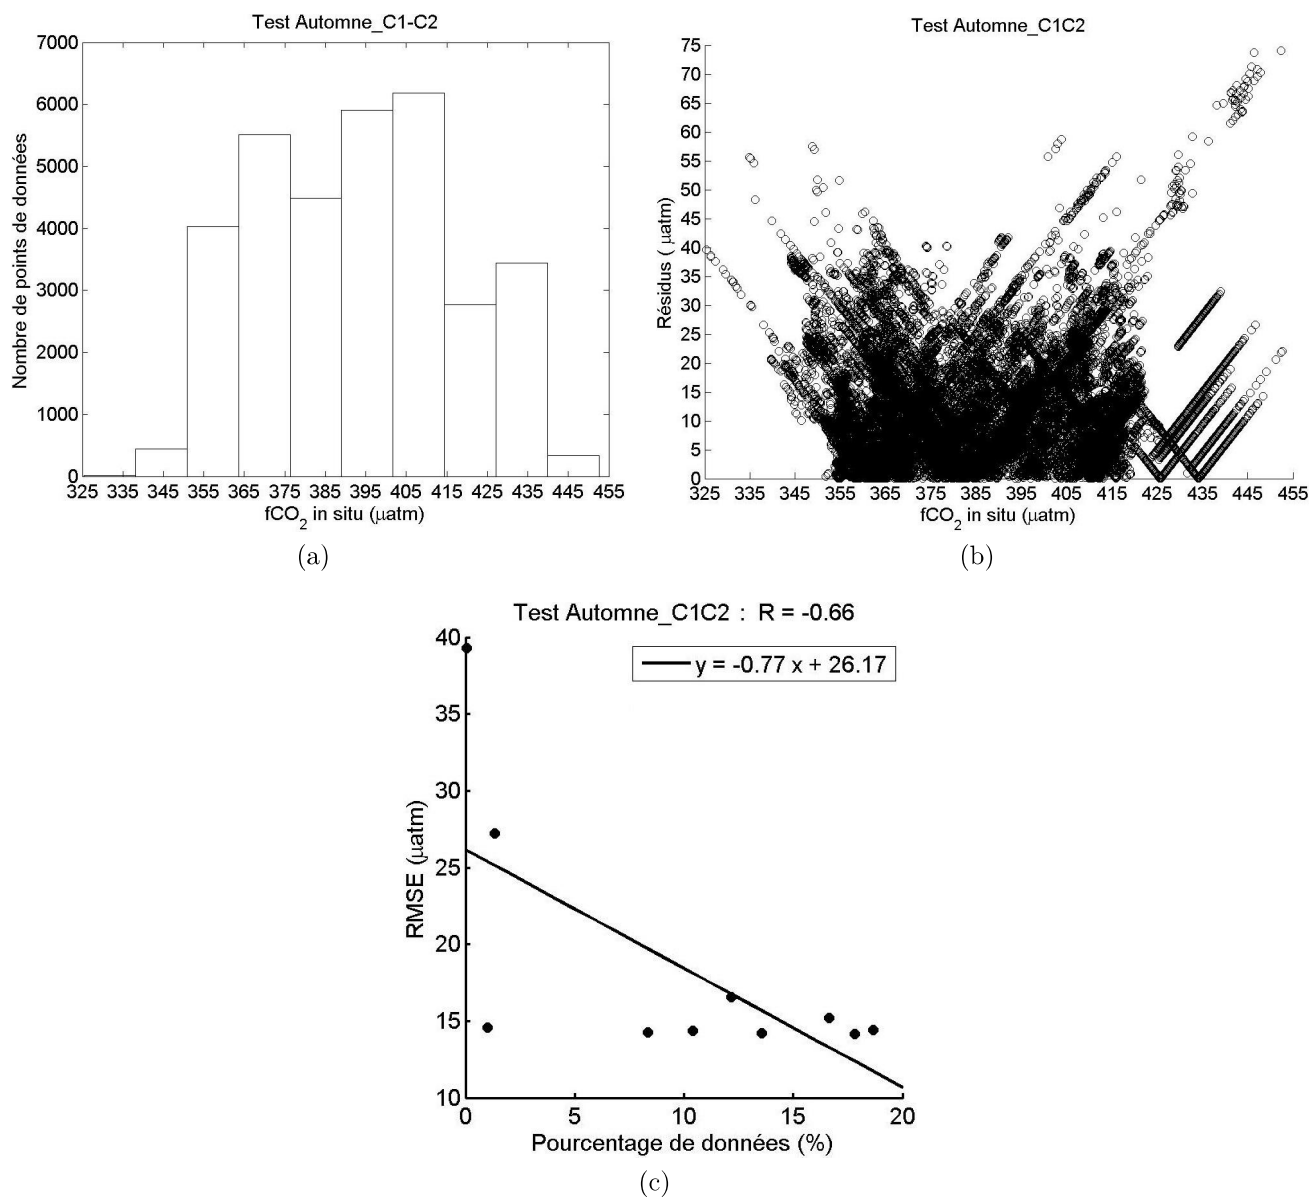 Test Automne_C1-C2
7000
6000
5000
4000
3000
2000
1000
0
Nombre de points de données
325 335 345 355 365 375 385 395 405 415 425 435 445 455
fCO2 in situ (µatm)
(a)
Test Automne_C1C2
75
70
65
60
55
50
45
40
35
30
25
20
15
10
5
0
Résidus ( µatm)
325 335 345 355 365 375 385 395 405 415 425 435 445 455
fCO2 in situ (µatm)
(b)
Test Automne_C1C2 : R = -0.66
y = -0.77 x + 26.17
40
35
30
25
20
15
10
RMSE (µatm)
0 5 10 15 20
Pourcentage de données (%)
(c)